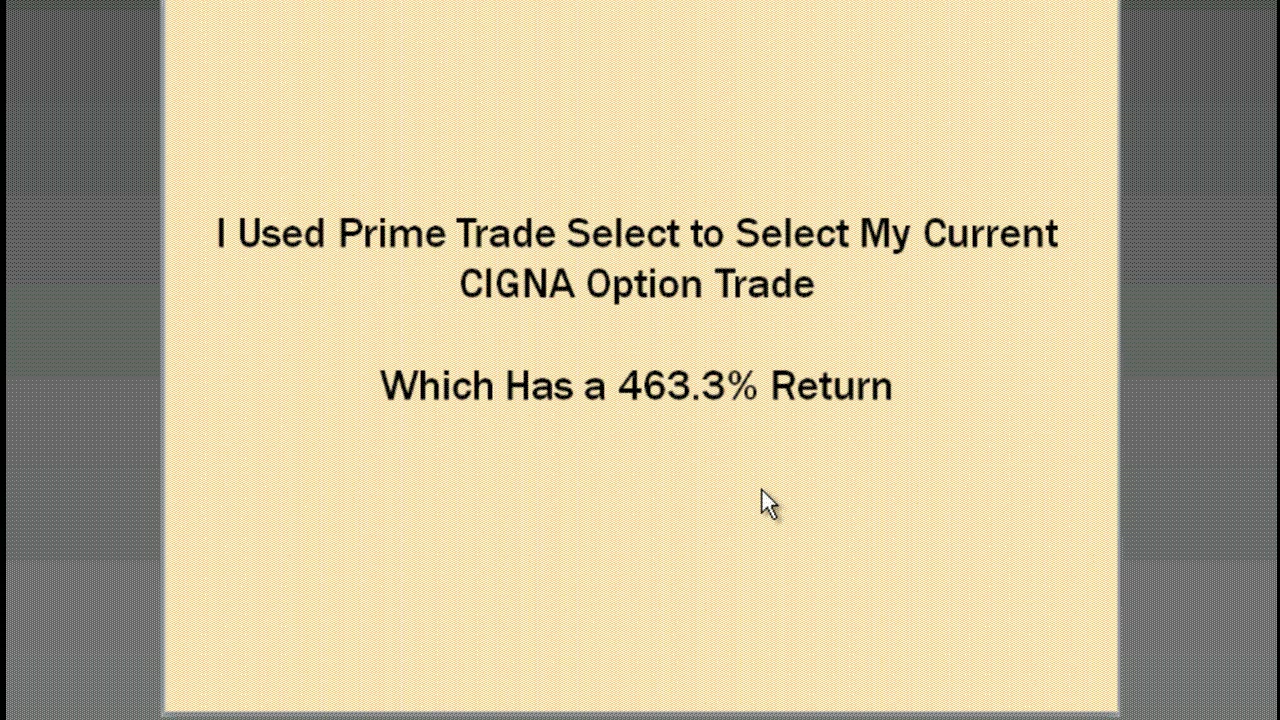 I Used Prime Trade Select to Select My Current
CIGNA Option Trade
Which Has a 463.3% Return